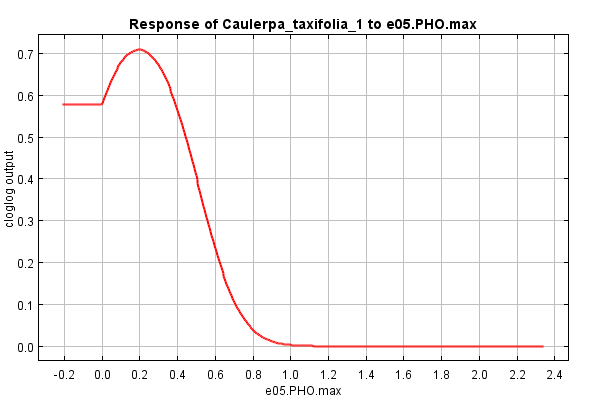 Response of Caulerpa_taxifolia_1 to e05.PHO.max
cloglog output
0.7
0.6
0.5
0.4
0.3
0.2
0.1
0.0
-0.2 0.0 0.2 0.4 0.6 0.8 1.0 1.2 1.4 1.6 1.8 2.0 2.2 2.4
e05.PHO.max